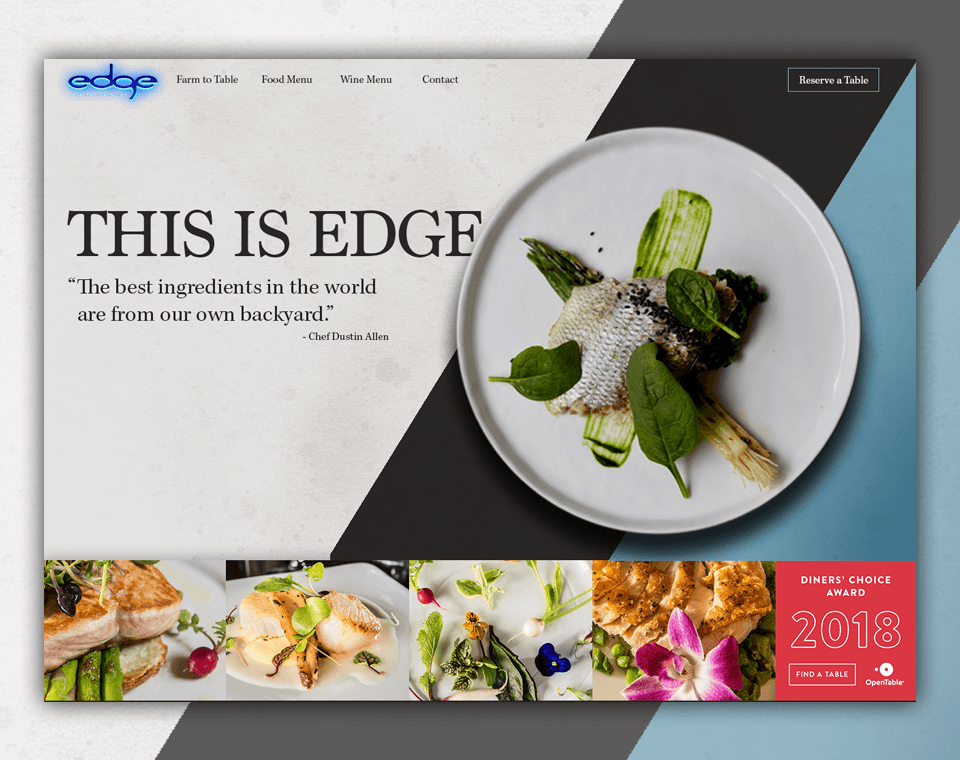 edge
Farm to Table
Food Menu
Wine Menu
Contact
Reserve a Table
THIS IS EDGE
“The best ingredients in the world
are from our own backyard.”
- Chef Dustin Allen
DINERS’ CHOICE
AWARD
2018
FIND A TABLE
OpenTable